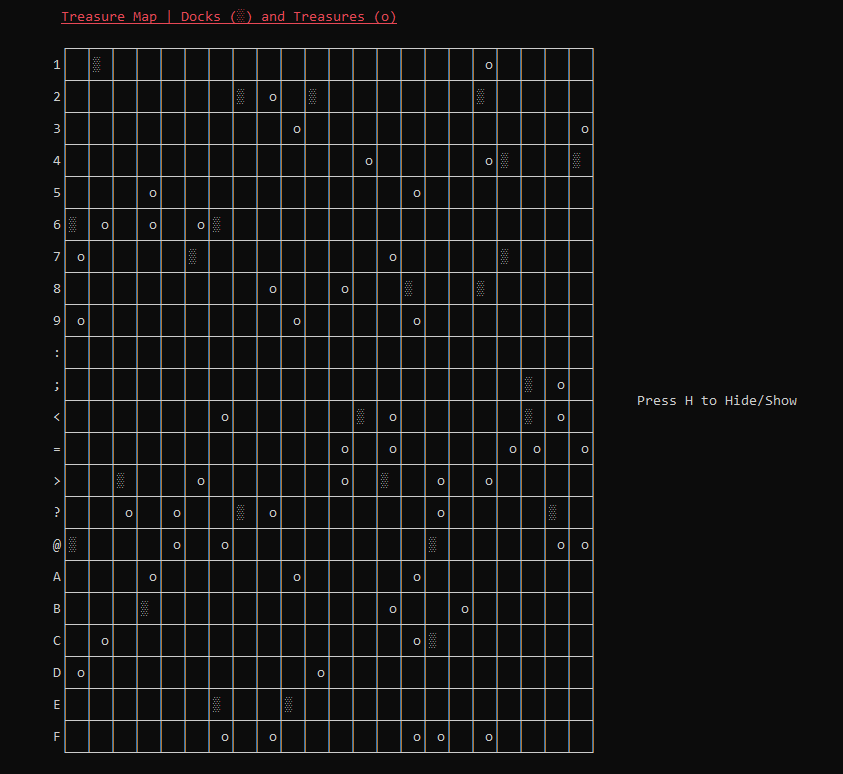 Treasure Map | Docks (▒) and Treasures (o)
1 ▒ o
2 ▒ o ▒ ▒
3 o o
4 o o ▒ ▒
5 o o
6 ▒ o o o ▒
7 o ▒ o ▒
8 o o ▒ ▒
9 o o o
:
; ▒ o
< o ▒ o ▒ o
= o o o o o
> ▒ o o ▒ o o
? o o ▒ o o ▒
@ ▒ o o ▒ o o
A o o o
B ▒ o o
C o o ▒
D o o
E ▒ ▒
F o o o o o
Press H to Hide/Show